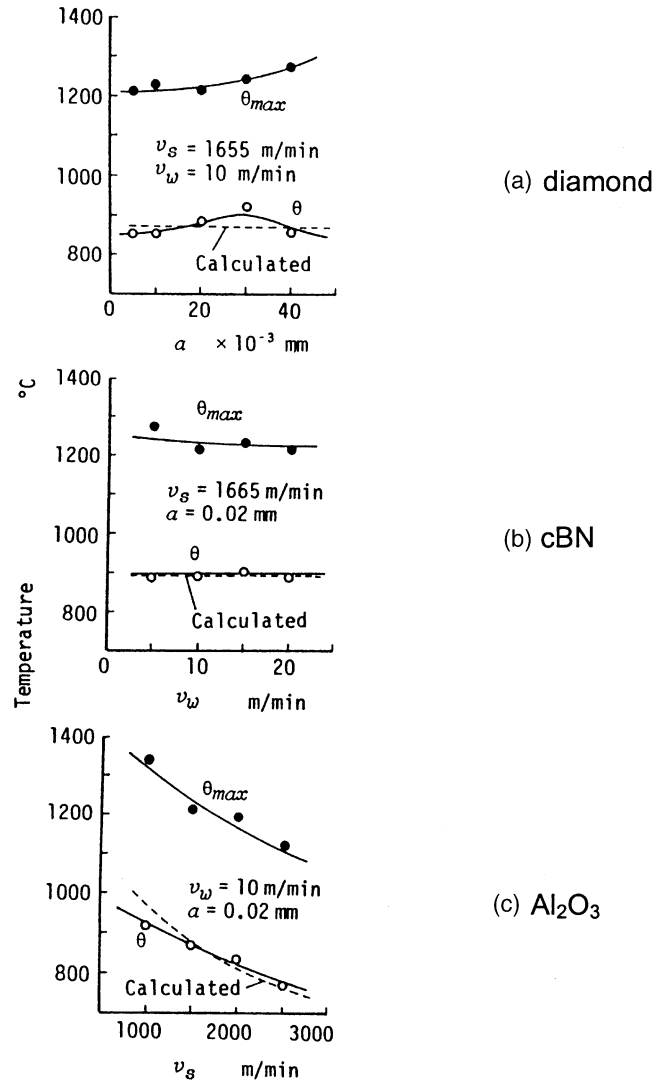 1400
1200
θmax
vs = 1655 m/min
vw = 10 m/min
(a) diamond
1000
θ
800
Calculated
0 20 40
a × 10⁻³ mm
°C
Temperature
1400
θmax
1200
vs = 1665 m/min
a = 0.02 mm
1000
(b) cBN
θ
800
Calculated
0 10 20
vw m/min
1400
θmax
1200
1000
vw = 10 m/min
a = 0.02 mm
(c) Al₂O₃
θ
800
Calculated
1000 2000 3000
vs m/min